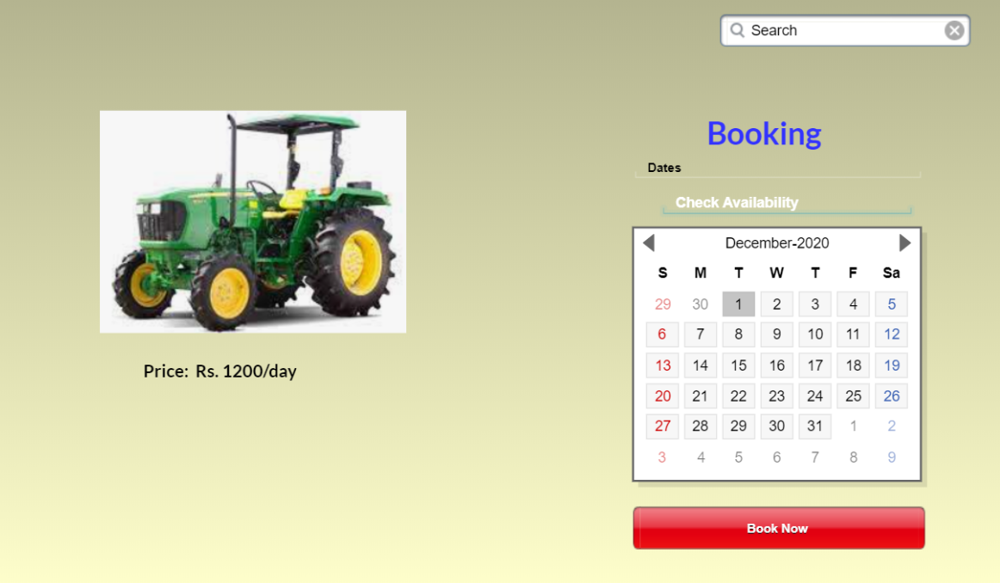 Search
Booking
Dates
Check Availability
December-2020
S M T W T F Sa
29 30 1 2 3 4 5
6 7 8 9 10 11 12
13 14 15 16 17 18 19
20 21 22 23 24 25 26
27 28 29 30 31 1 2
3 4 5 6 7 8 9
Price: Rs. 1200/day
Book Now